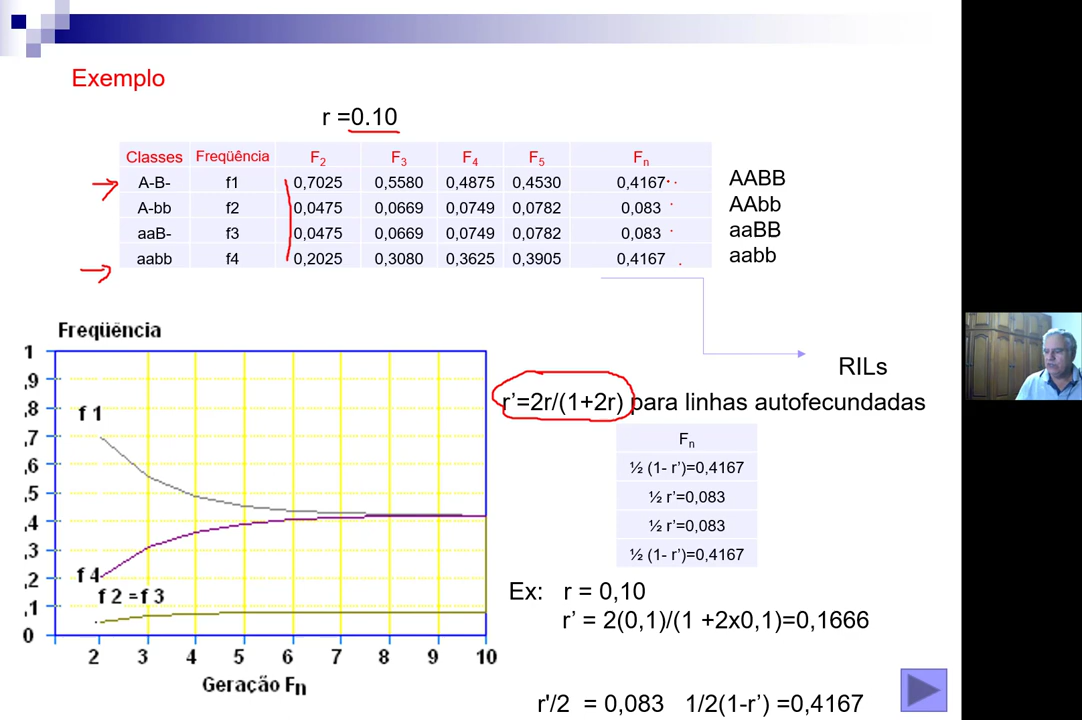 Exemplo
r =0.10
Classes Freqüência F2 F3 F4 F5 Fn
A-B- f1 0,7025 0,5580 0,4875 0,4530 0,4167 AABB
A-bb f2 0,0475 0,0669 0,0749 0,0782 0,083 AAbb
aaB- f3 0,0475 0,0669 0,0749 0,0782 0,083 aaBB
aabb f4 0,2025 0,3080 0,3625 0,3905 0,4167 aabb
RILs
r’=2r/(1+2r) para linhas autofecundadas
Fn
½ (1- r’)=0,4167
½ r’=0,083
½ r’=0,083
½ (1- r’)=0,4167
Ex: r = 0,10
r’ = 2(0,1)/(1 +2x0,1)=0,1666
r'/2 = 0,083 1/2(1-r’) =0,4167
Freqüência
1
,9
,8
,7
,6
,5
,4
,3
,2
,1
0
f 1
f 4
f 2 =f 3
2 3 4 5 6 7 8 9 10
Geração Fn